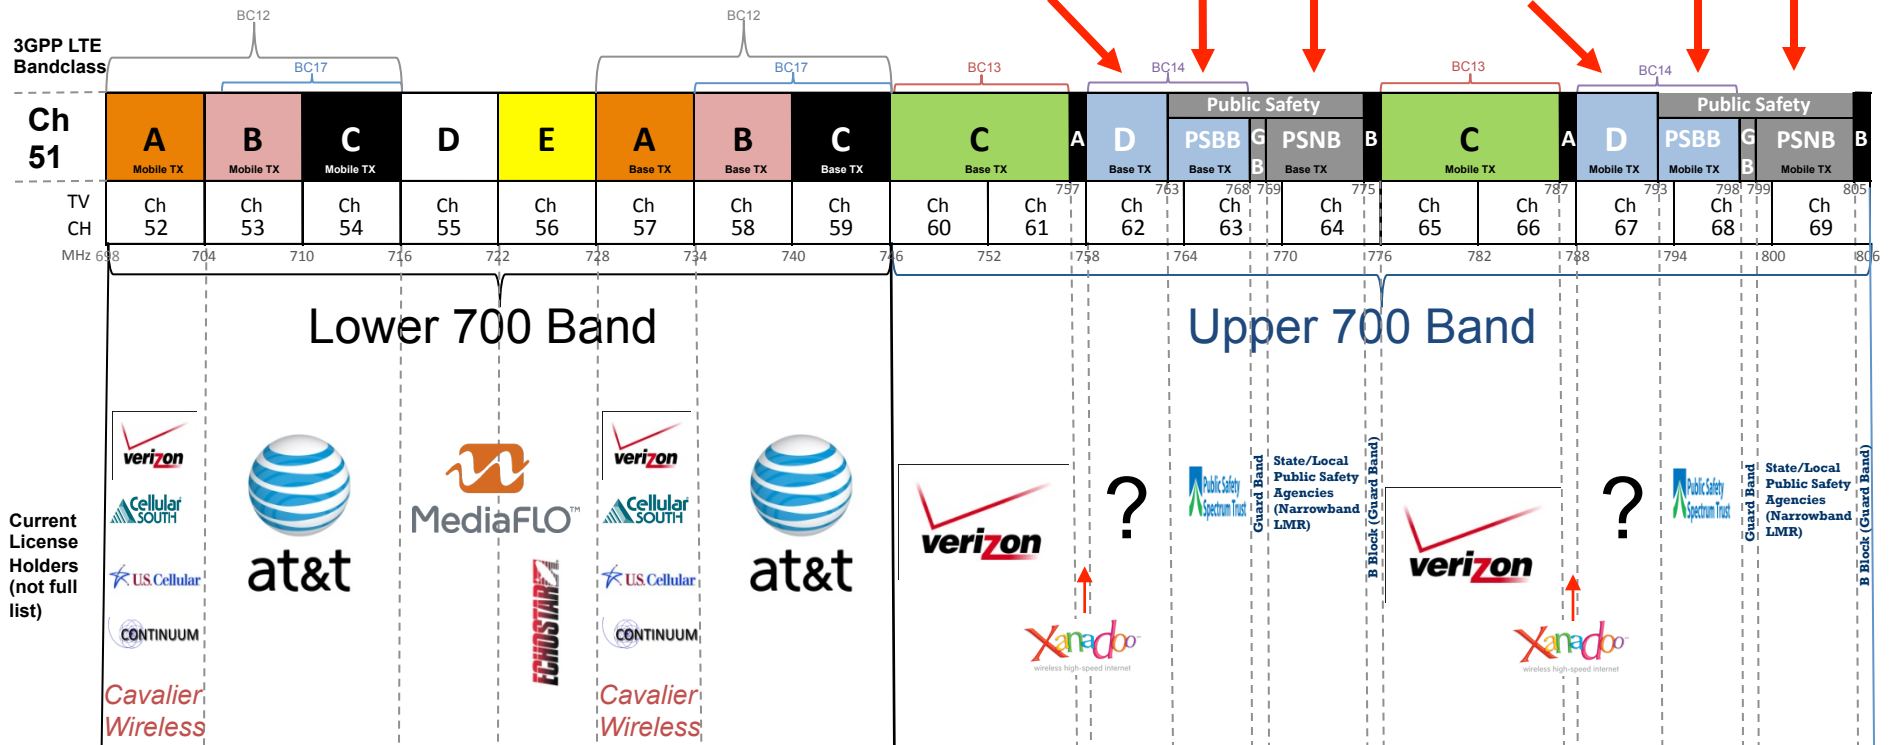 BC12
BC12
3GPP LTE
Bandclass
BC17
BC17
BC13
BC14
BC13
BC14
Ch
51
A
Mobile TX
B
Mobile TX
C
Mobile TX
D
E
A
Base TX
B
Base TX
C
Base TX
C
Base TX
A
D
Base TX
Public Safety
PSBB
Base TX
G
B
PSNB
Base TX
B
C
Mobile TX
A
D
Mobile TX
Public Safety
PSBB
Mobile TX
G
B
PSNB
Mobile TX
B
757 763 768 769 775 787 793 798 799 805
TV
CH
Ch
52
Ch
53
Ch
54
Ch
55
Ch
56
Ch
57
Ch
58
Ch
59
Ch
60
Ch
61
Ch
62
Ch
63
Ch
64
Ch
65
Ch
66
Ch
67
Ch
68
Ch
69
MHz 698 704 710 716 722 728 734 740 746 752 758 764 770 776 782 788 794 800 806
Lower 700 Band
Upper 700 Band
Current
License
Holders
(not full
list)
verizon
Cellular
SOUTH
U.S. Cellular
CONTINUUM
Cavalier
Wireless
at&t
MediaFLO™
ECHOSTAR
verizon
Cellular
SOUTH
U.S. Cellular
CONTINUUM
Cavalier
Wireless
at&t
verizon
Xanadoo
wireless high-speed internet
?
Public Safety
Spectrum Trust
Guard Band
State/Local
Public Safety
Agencies
(Narrowband
LMR)
B Block (Guard Band)
verizon
Xanadoo
wireless high-speed internet
?
Public Safety
Spectrum Trust
Guard Band
State/Local
Public Safety
Agencies
(Narrowband
LMR)
B Block (Guard Band)